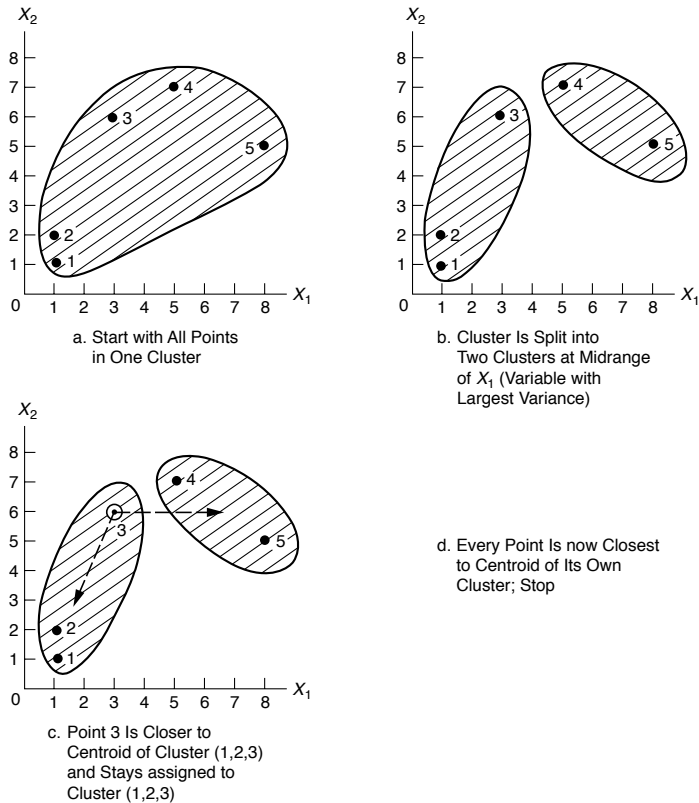 X2
8
7
6
5
4
3
2
1
0
1 2 3 4 5 6 7 8
X1
3
4
5
2
1
a. Start with All Points
in One Cluster
X2
8
7
6
5
4
3
2
1
0
1 2 3 4 5 6 7 8
X1
4
3
5
2
1
b. Cluster Is Split into
Two Clusters at Midrange
of X1 (Variable with
Largest Variance)
X2
8
7
6
5
4
3
2
1
0
1 2 3 4 5 6 7 8
X1
4
3
5
2
1
c. Point 3 Is Closer to
Centroid of Cluster (1,2,3)
and Stays assigned to
Cluster (1,2,3)
d. Every Point Is now Closest
to Centroid of Its Own
Cluster; Stop